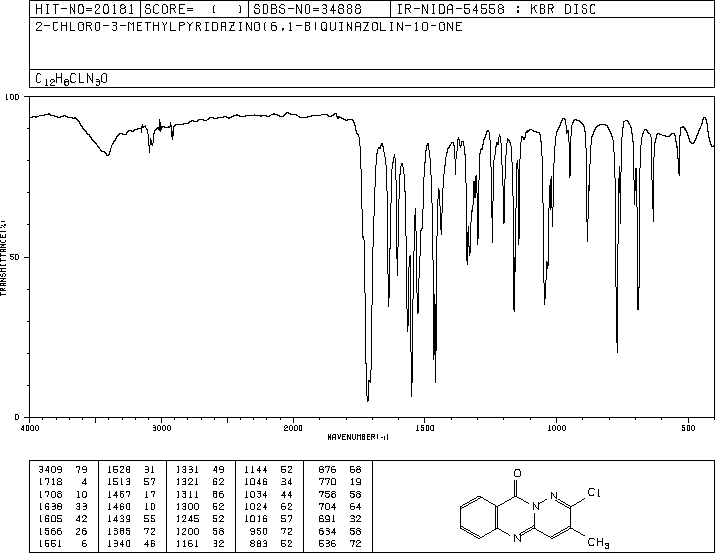 HIT-NO=20181 SCORE= ( ) SDBS-NO=34888 IR-NIDA-54558 : KBR DISC
2-CHLORO-3-METHYLPYRIDAZINO(6,1-B)QUINAZOLIN-10-ONE
C12H8CLN3O
100
50
0
TRANSMITTANCE(%)
4000 3000 2000 1500 1000 500
WAVENUMBER(-1)
3409 79 1528 31 1331 49 1144 52 876 68
1718 4 1513 57 1321 62 1046 34 770 19
1708 10 1467 17 1311 66 1034 44 758 58
1638 33 1460 10 1300 52 1024 62 704 64
1605 42 1439 55 1245 52 1016 57 691 32
1566 26 1385 72 1200 58 950 72 634 58
1551 6 1340 46 1161 32 883 52 536 72
O
N N Cl
N CH3